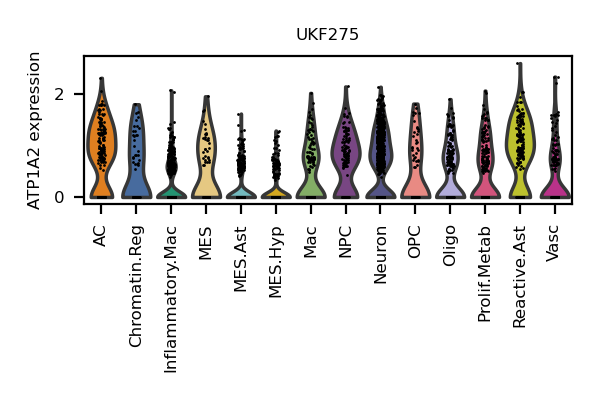 UKF275
ATP1A2 expression
2
0
AC
Chromatin.Reg
Inflammatory.Mac
MES
MES.Ast
MES.Hyp
Mac
NPC
Neuron
OPC
Oligo
Prolif.Metab
Reactive.Ast
Vasc